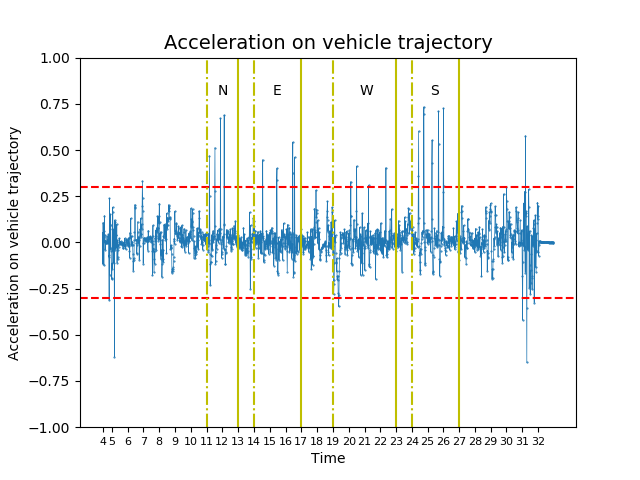 Acceleration on vehicle trajectory
Acceleration on vehicle trajectory
1.00
0.75
0.50
0.25
0.00
−0.25
−0.50
−0.75
−1.00
N E W S
4 5 6 7 8 9 10 11 12 13 14 15 16 17 18 19 20 21 22 23 23 24 25 26 27 28 29 30 31 32
Time